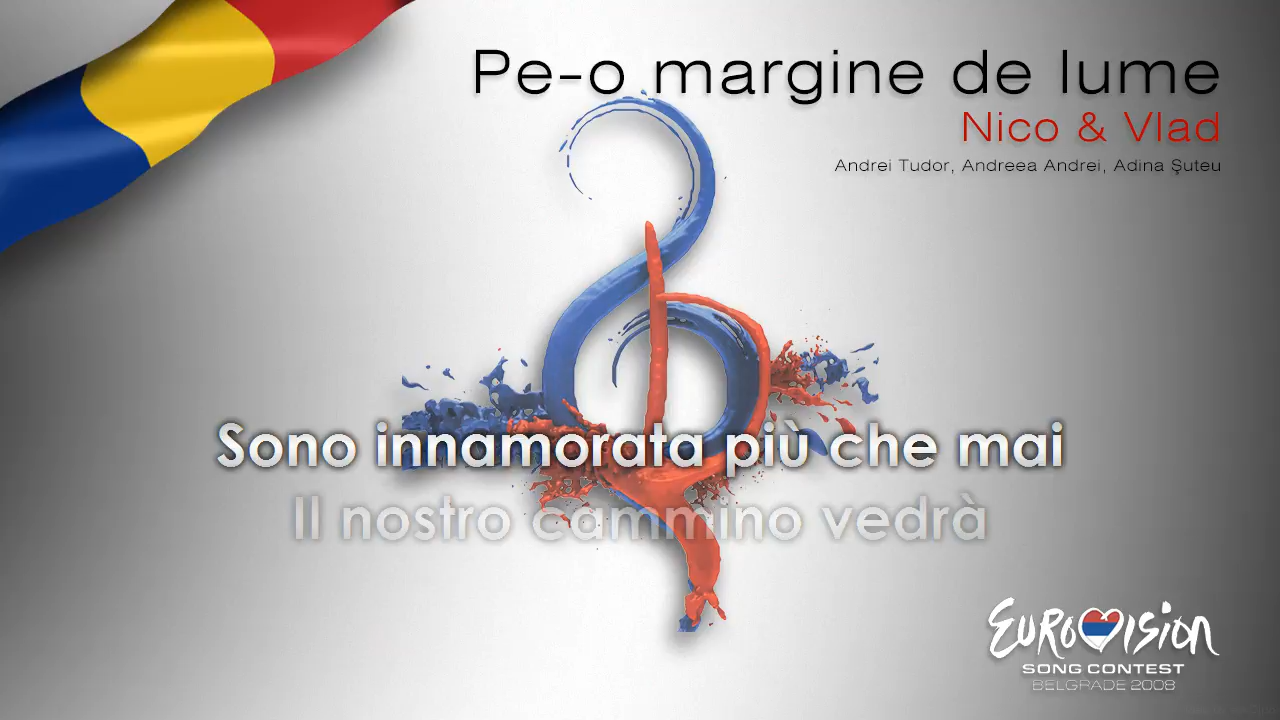 Pe-o margine de lume
Nico & Vlad
Andrei Tudor, Andreea Andrei, Adina Şuteu
Sono innamorata più che mai
Il nostro cammino vedrà
EUROVISION
SONG CONTEST
BELGRADE 2008